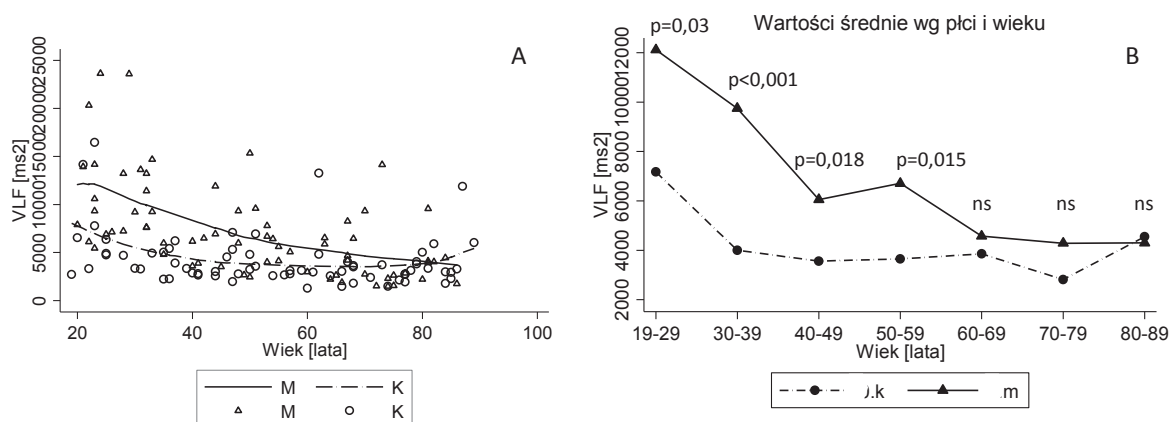 A
VLF [ms2]
0 5000 10000 15000 20000 25000
20 40 60 80 100
Wiek [lata]
M K
M K
Wartości średnie wg płci i wieku
B
p=0,03
p<0,001
p=0,018
p=0,015
ns
ns
ns
VLF [ms2]
2000 4000 6000 8000 10000 12000
19-29 30-39 40-49 50-59 60-69 70-79 80-89
Wiek [lata]
.k .m